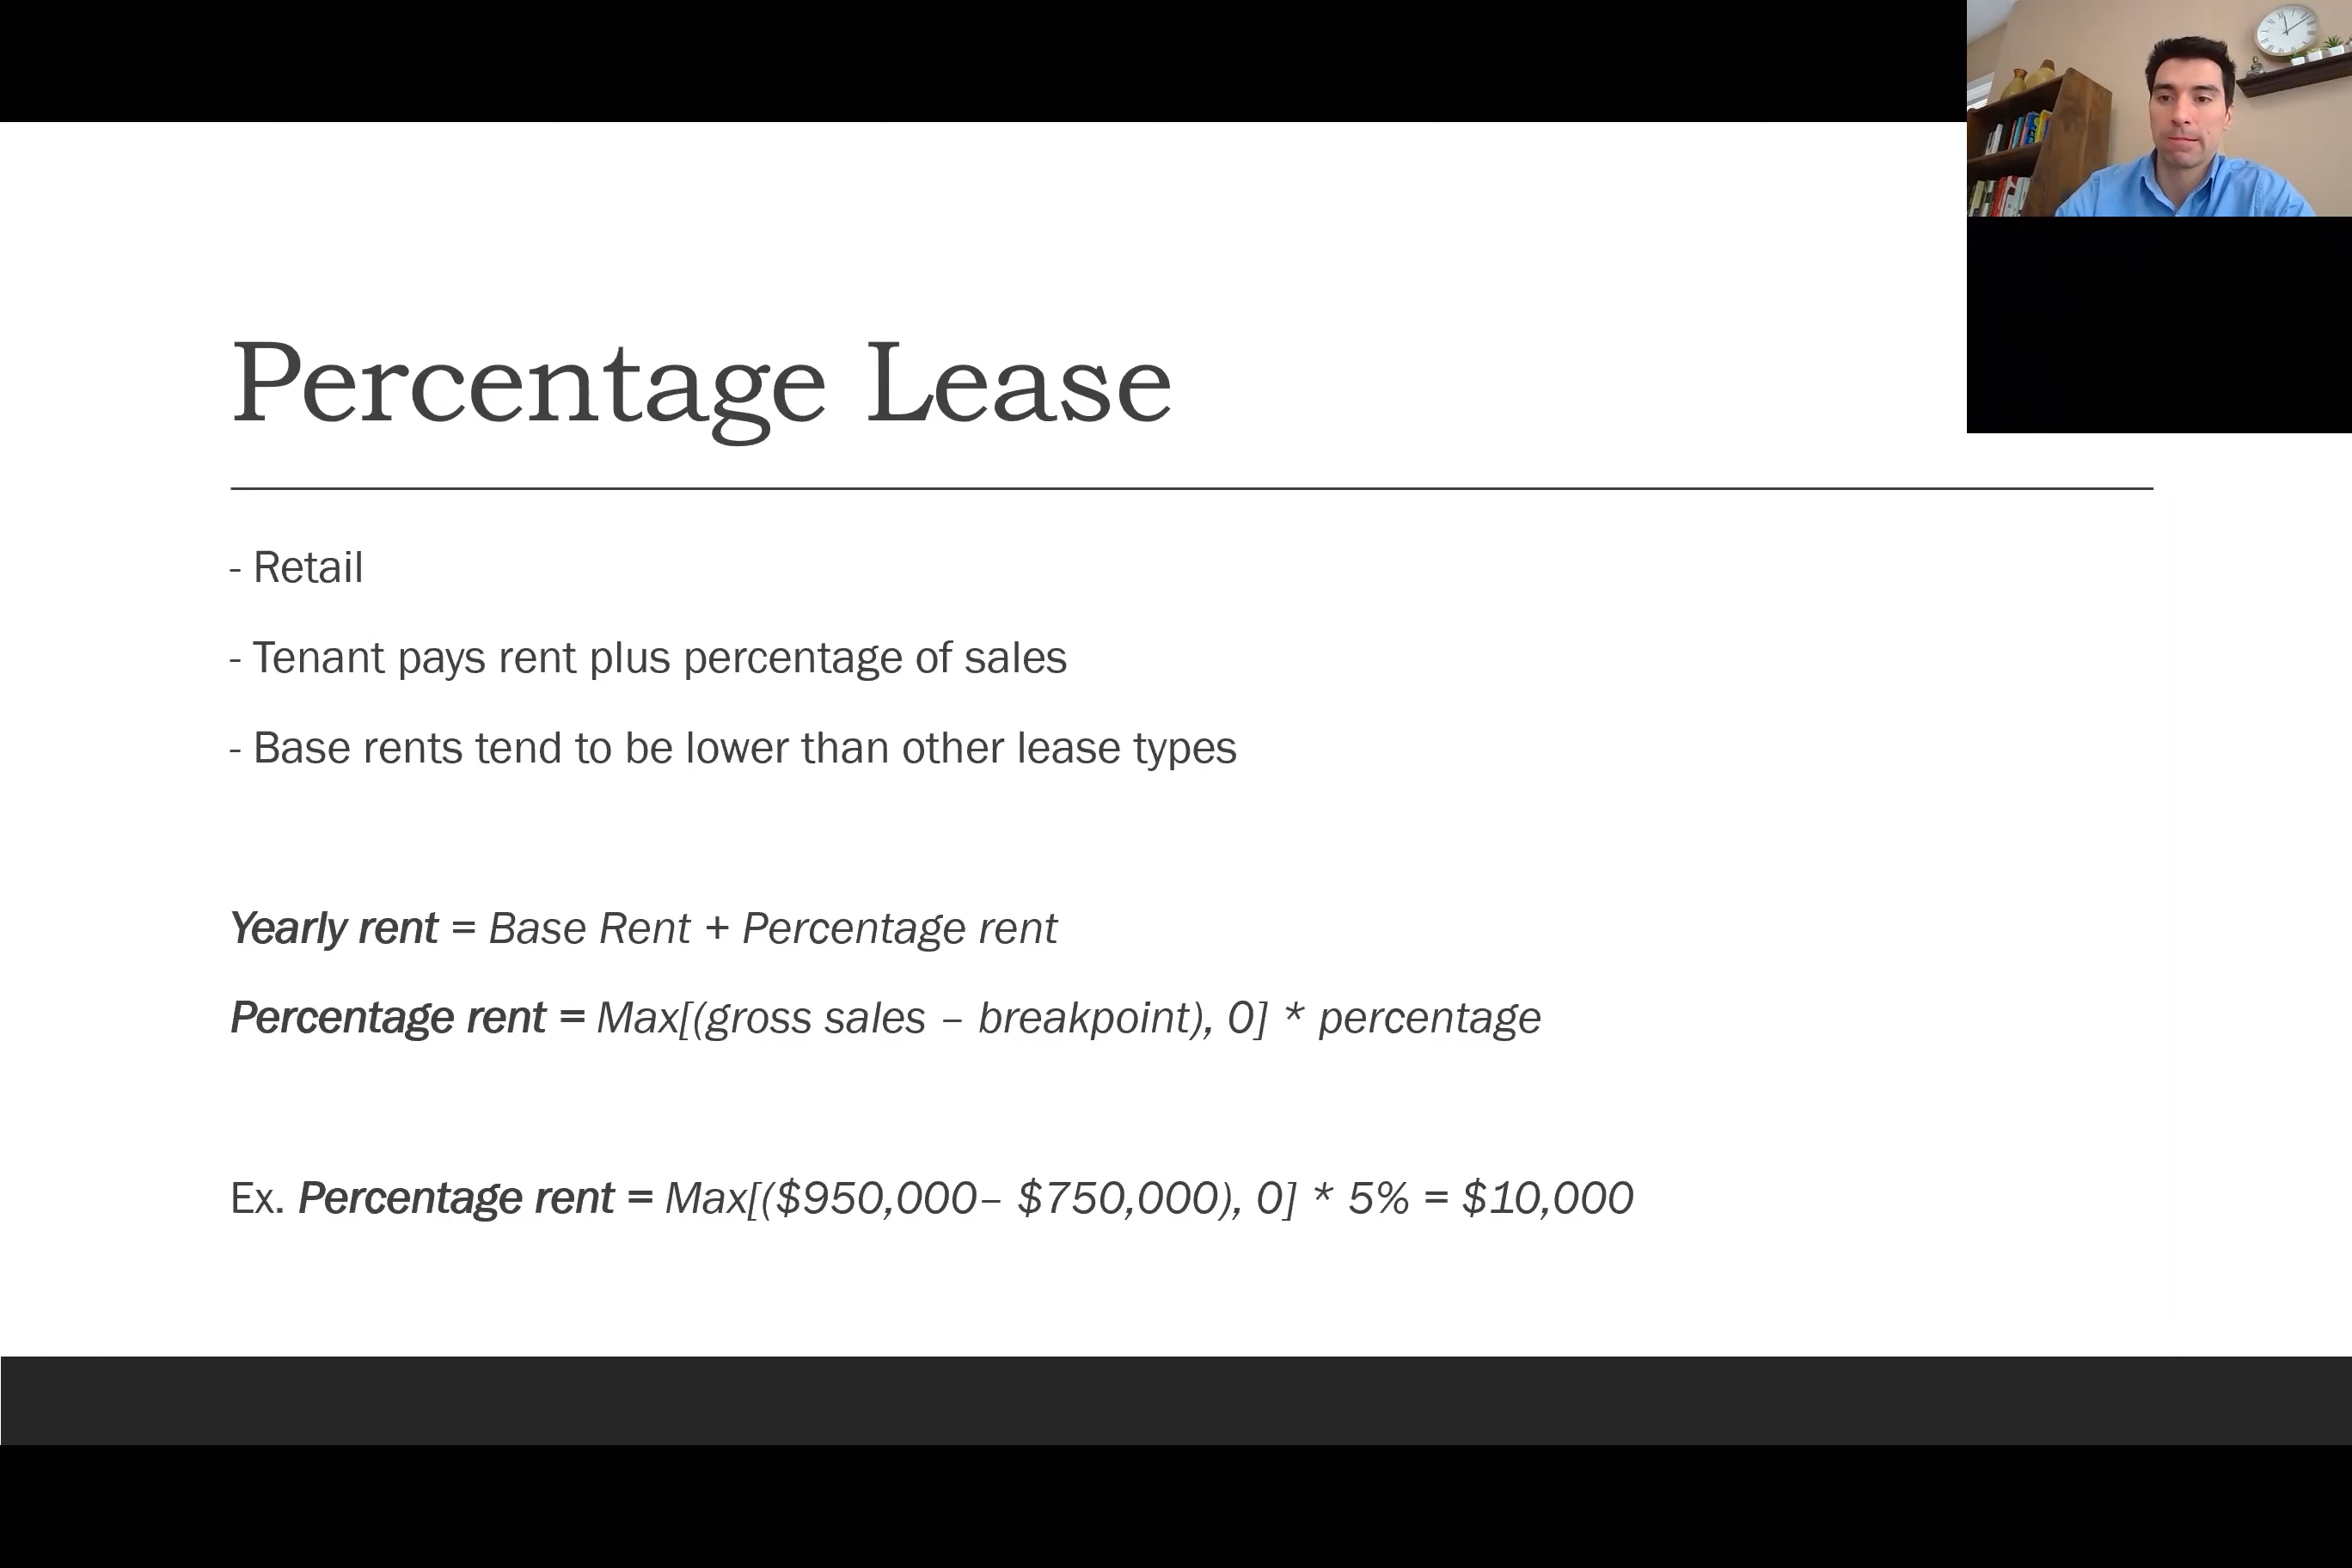 Percentage Lease
- Retail
- Tenant pays rent plus percentage of sales
- Base rents tend to be lower than other lease types
Yearly rent = Base Rent + Percentage rent
Percentage rent = Max[(gross sales – breakpoint), 0] * percentage
Ex. Percentage rent = Max[($950,000– $750,000), 0] * 5% = $10,000